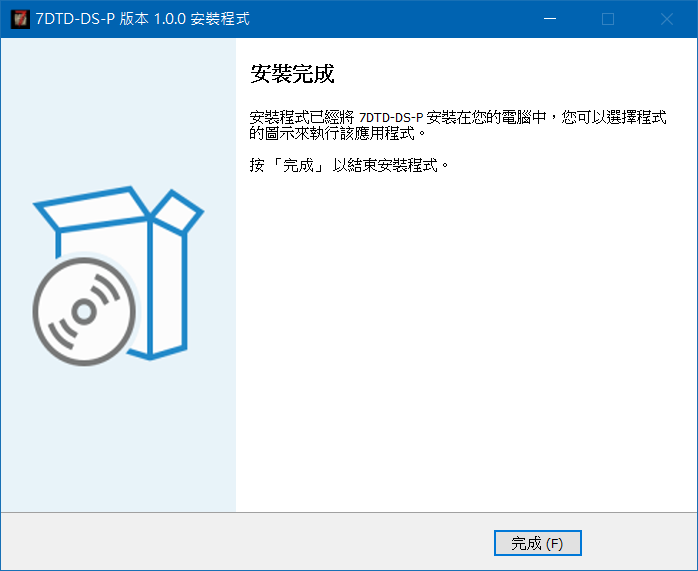 7DTD-DS-P 版本 1.0.0 安裝程式
安裝完成
安裝程式已經將 7DTD-DS-P 安裝在您的電腦中，您可以選擇程式
的圖示來執行該應用程式。
按「完成」以結束安裝程式。
完成 (F)